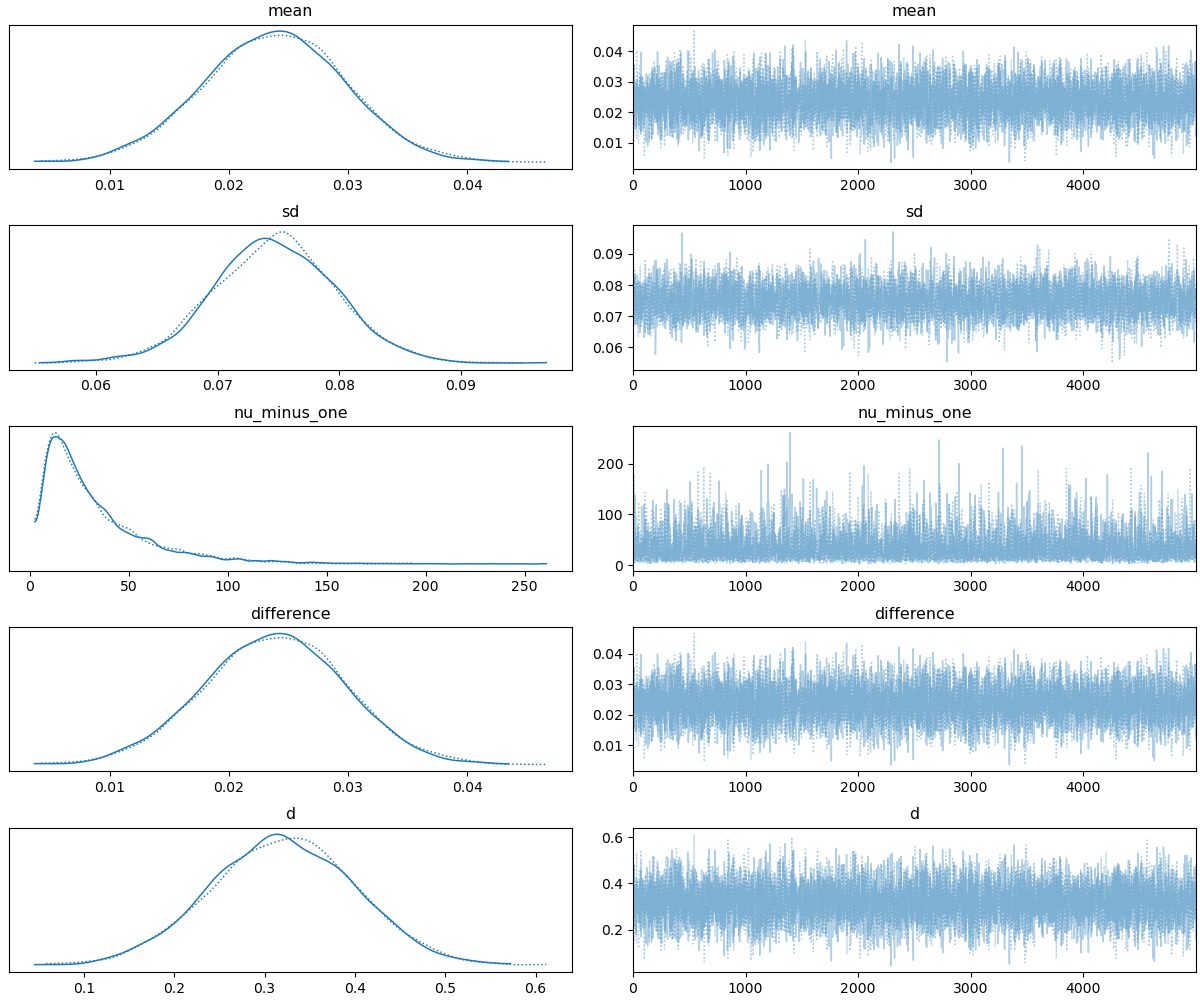 mean mean
0.01 0.02 0.03 0.04
0.04
0.03
0.02
0.01
0 1000 2000 3000 4000
sd sd
0.06 0.07 0.08 0.09
0.09
0.08
0.07
0.06
0 1000 2000 3000 4000
nu_minus_one nu_minus_one
0 50 100 150 200 250
200
100
0
0 1000 2000 3000 4000
difference difference
0.01 0.02 0.03 0.04
0.04
0.03
0.02
0.01
0 1000 2000 3000 4000
d d
0.1 0.2 0.3 0.4 0.5 0.6
0.6
0.4
0.2
0 1000 2000 3000 4000